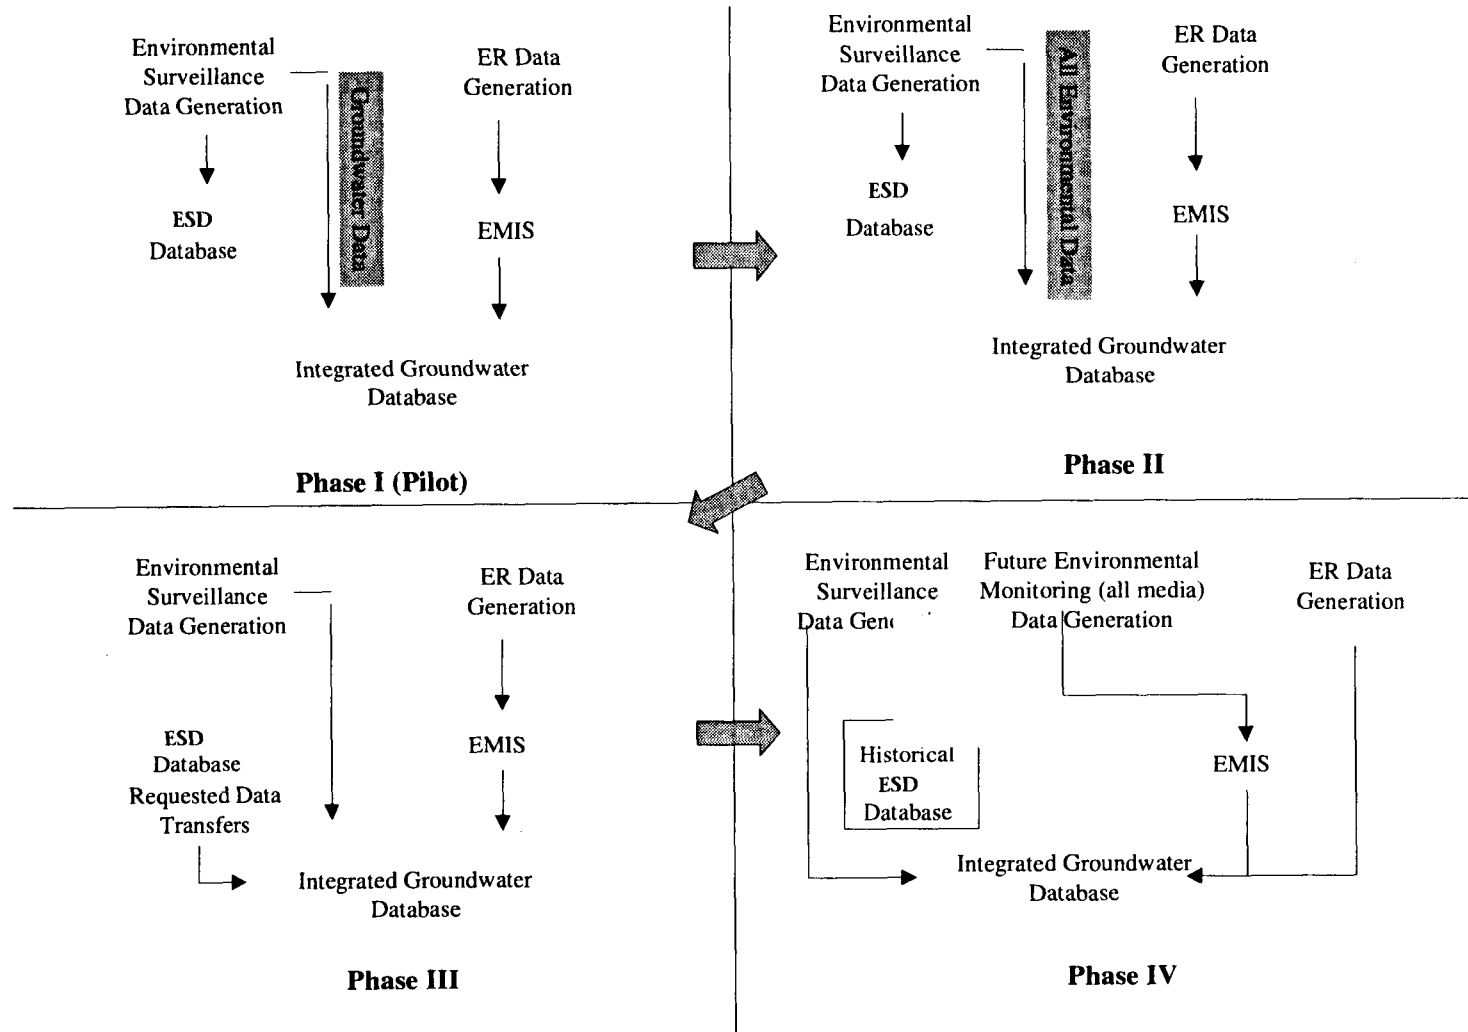 Environmental
Surveillance
Data Generation
ER Data
Generation
Groundwater Data
ESD
Database
EMIS
Integrated Groundwater
Database
Phase I (Pilot)
Environmental
Surveillance
Data Generation
ER Data
Generation
All Environmental Data
ESD
Database
EMIS
Integrated Groundwater
Database
Phase II
Environmental
Surveillance
Data Generation
ER Data
Generation
ESD
Database
Requested Data
Transfers
EMIS
Integrated Groundwater
Database
Phase III
Environmental
Surveillance
Data
Future Environmental
Monitoring (all media)
Data Generation
ER Data
Generation
Historical
ESD
Database
EMIS
Integrated Groundwater
Database
Phase IV